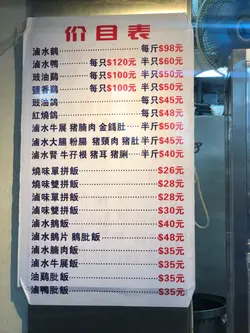 价目表
滷水鹅 每斤$98元
滷水鸭 每只$120元 半只$60元
豉油鷄 每只$100元 半只$50元
鹽香鷄 每只$100元 半只$50元
豉油鸽 每只$45元
紅燒鸽 每只$48元
滷水牛展 猪腩肉 金錢肚 半斤$50元
滷水大腸 粉腸 猪頸肉 猪肚 半斤$45元
滷水腎 牛孖根 猪耳 猪脷 半斤$40元
燒味單拼飯 $26元
燒味雙拼飯 $28元
滷味單拼飯 $28元
滷味雙拼飯 $30元
滷水鹅飯 $40元
滷水鹅片 鹅肶飯 $48元
滷水腩肉飯 $35元
滷水牛展飯 $35元
油鷄肶飯 $35元
滷鸭肶飯 $35元